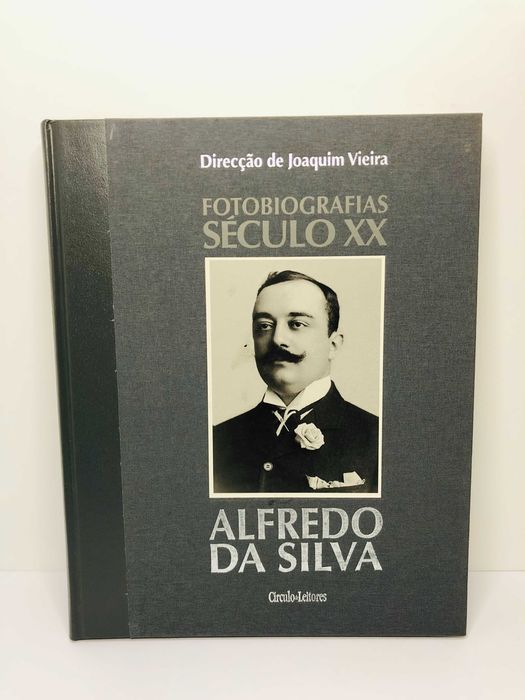 Direcção de Joaquim Vieira
FOTOBIOGRAFIAS
SÉCULO XX
ALFREDO
DA SILVA
Círculo de Leitores